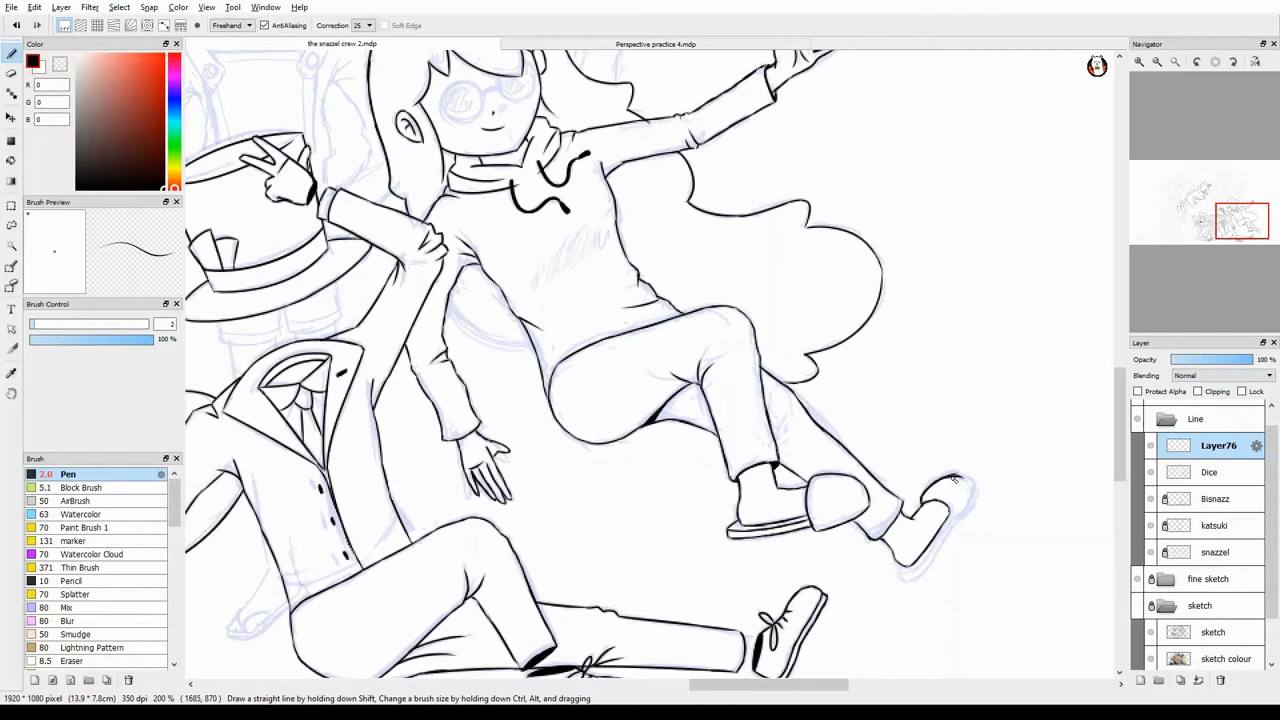 File Edit Layer Filter Select Snap Color View Tool Window Help
Freehand AntiAliasing Correction 25 Soft Edge
Color
the snazzel crew 2.mdp
Perspective practice 4.mdp
Navigator
R 0
G 0
B 0
Brush Preview
Brush Control
2
100 %
Brush
2.0 Pen
5.1 Block Brush
50 AirBrush
63 Watercolor
70 Paint Brush 1
131 marker
70 Watercolor Cloud
371 Thin Brush
10 Pencil
70 Splatter
80 Mix
80 Blur
50 Smudge
80 Lightning Pattern
8.5 Eraser
Layer
Opacity 100 %
Blending Normal
Protect Alpha Clipping Lock
Line
Layer76
Dice
Bisnazz
katsuki
snazzel
fine sketch
sketch
sketch
sketch colour
1920 * 1080 pixel (13.9 * 7.8cm) 350 dpi 200 % ( 1685, 870 ) Draw a straight line by holding down Shift, Change a brush size by holding down Ctrl, Alt, and dragging